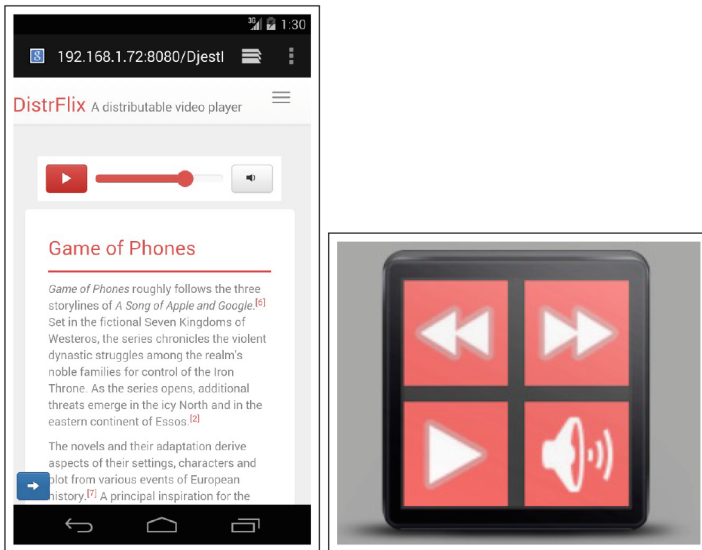 3G 1:30
8 192.168.1.72:8080/Djestl
DistrFlix A distributable video player
Game of Phones
Game of Phones roughly follows the three
storylines of A Song of Apple and Google.[6]
Set in the fictional Seven Kingdoms of
Westeros, the series chronicles the violent
dynastic struggles among the realm's
noble families for control of the Iron
Throne. As the series opens, additional
threats emerge in the icy North and in the
eastern continent of Essos.[2]
The novels and their adaptation derive
aspects of their settings, characters and
plot from various events of European
history.[7] A principal inspiration for the